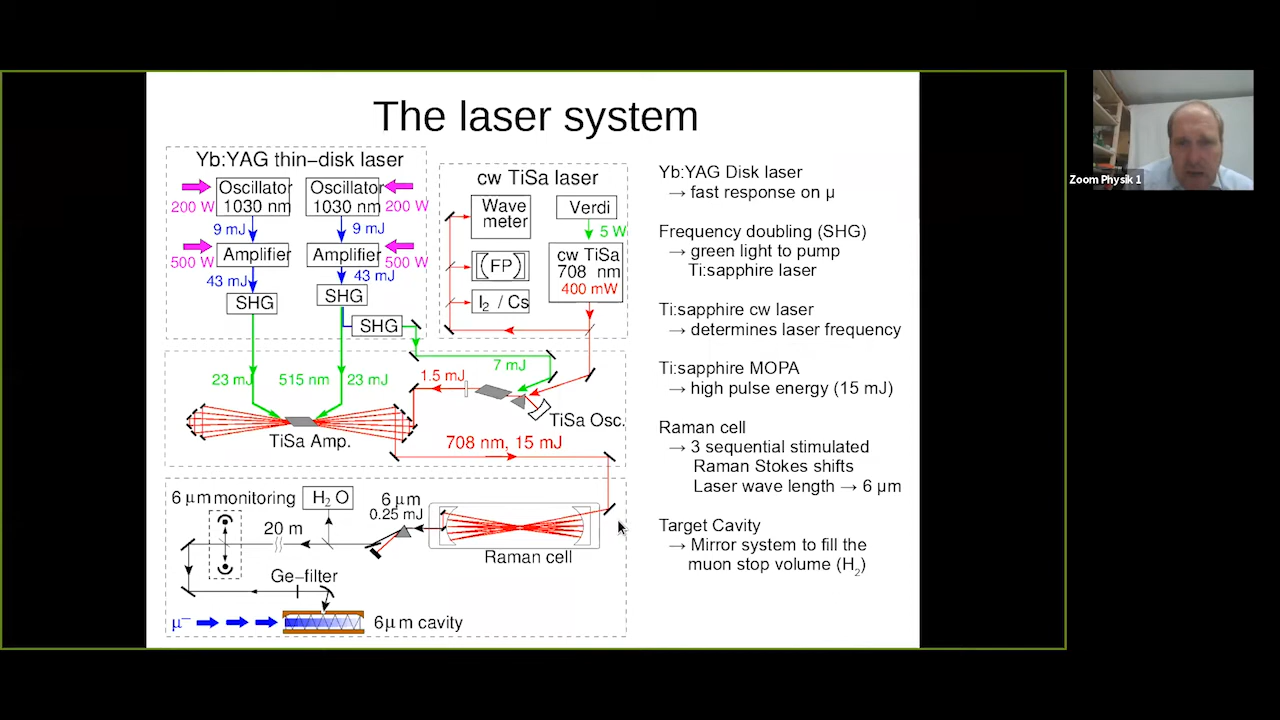 The laser system
Yb:YAG thin-disk laser
Oscillator
1030 nm
Oscillator
1030 nm
200 W
200 W
9 mJ
9 mJ
Amplifier
Amplifier
500 W
500 W
43 mJ
43 mJ
SHG
SHG
SHG
cw TiSa laser
Wave
meter
Verdi
5 W
(FP)
cw TiSa
708 nm
400 mW
I2 / Cs
23 mJ
515 nm
23 mJ
7 mJ
1.5 mJ
TiSa Osc.
TiSa Amp.
708 nm, 15 mJ
6 μm monitoring
H2O
6 μm
0.25 mJ
20 m
Raman cell
Ge-filter
μ−
6 μm cavity
Yb:YAG Disk laser
→ fast response on μ
Frequency doubling (SHG)
→ green light to pump
Ti:sapphire laser
Ti:sapphire cw laser
→ determines laser frequency
Ti:sapphire MOPA
→ high pulse energy (15 mJ)
Raman cell
→ 3 sequential stimulated
Raman Stokes shifts
Laser wave length → 6 μm
Target Cavity
→ Mirror system to fill the
muon stop volume (H2)
Zoom Physik 1